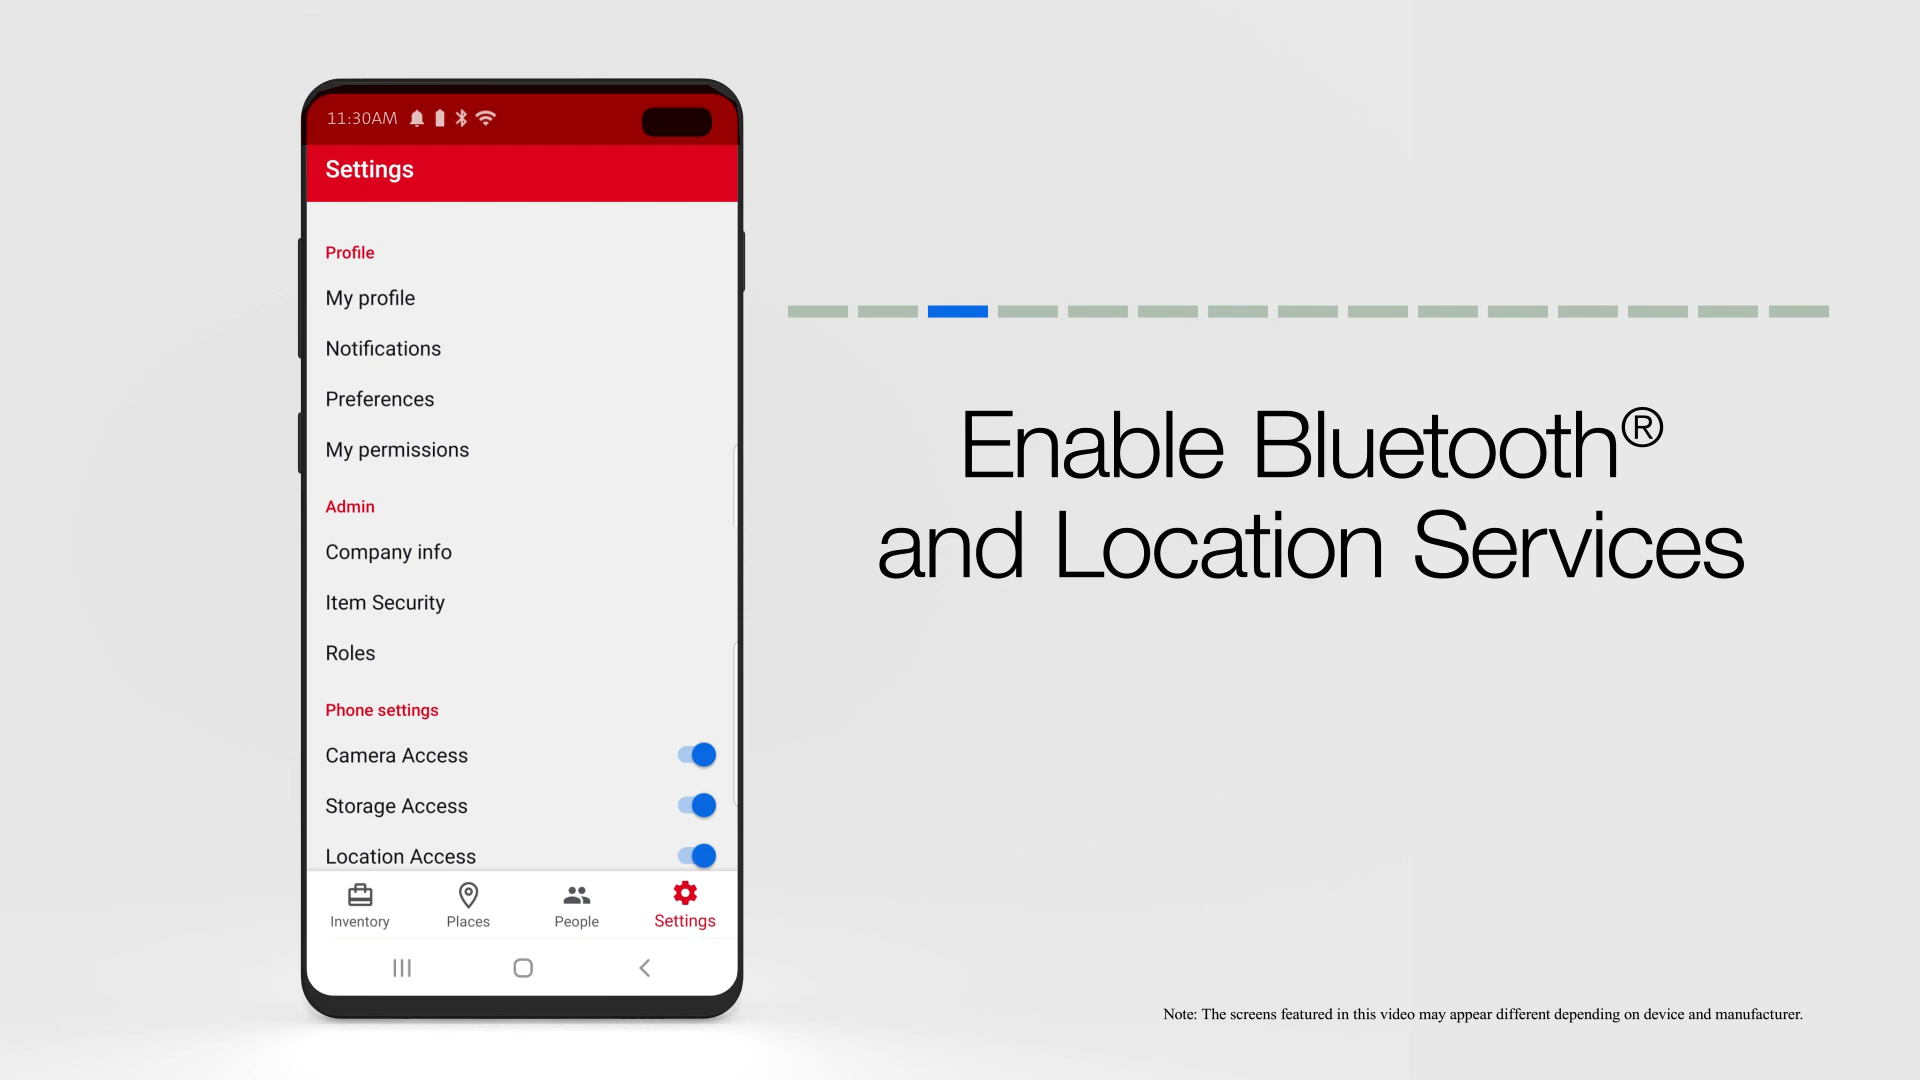 11:30AM
Settings
Profile
My profile
Notifications
Preferences
My permissions
Admin
Company info
Item Security
Roles
Phone settings
Camera Access
Storage Access
Location Access
Inventory
Places
People
Settings
Enable Bluetooth®
and Location Services
Note: The screens featured in this video may appear different depending on device and manufacturer.